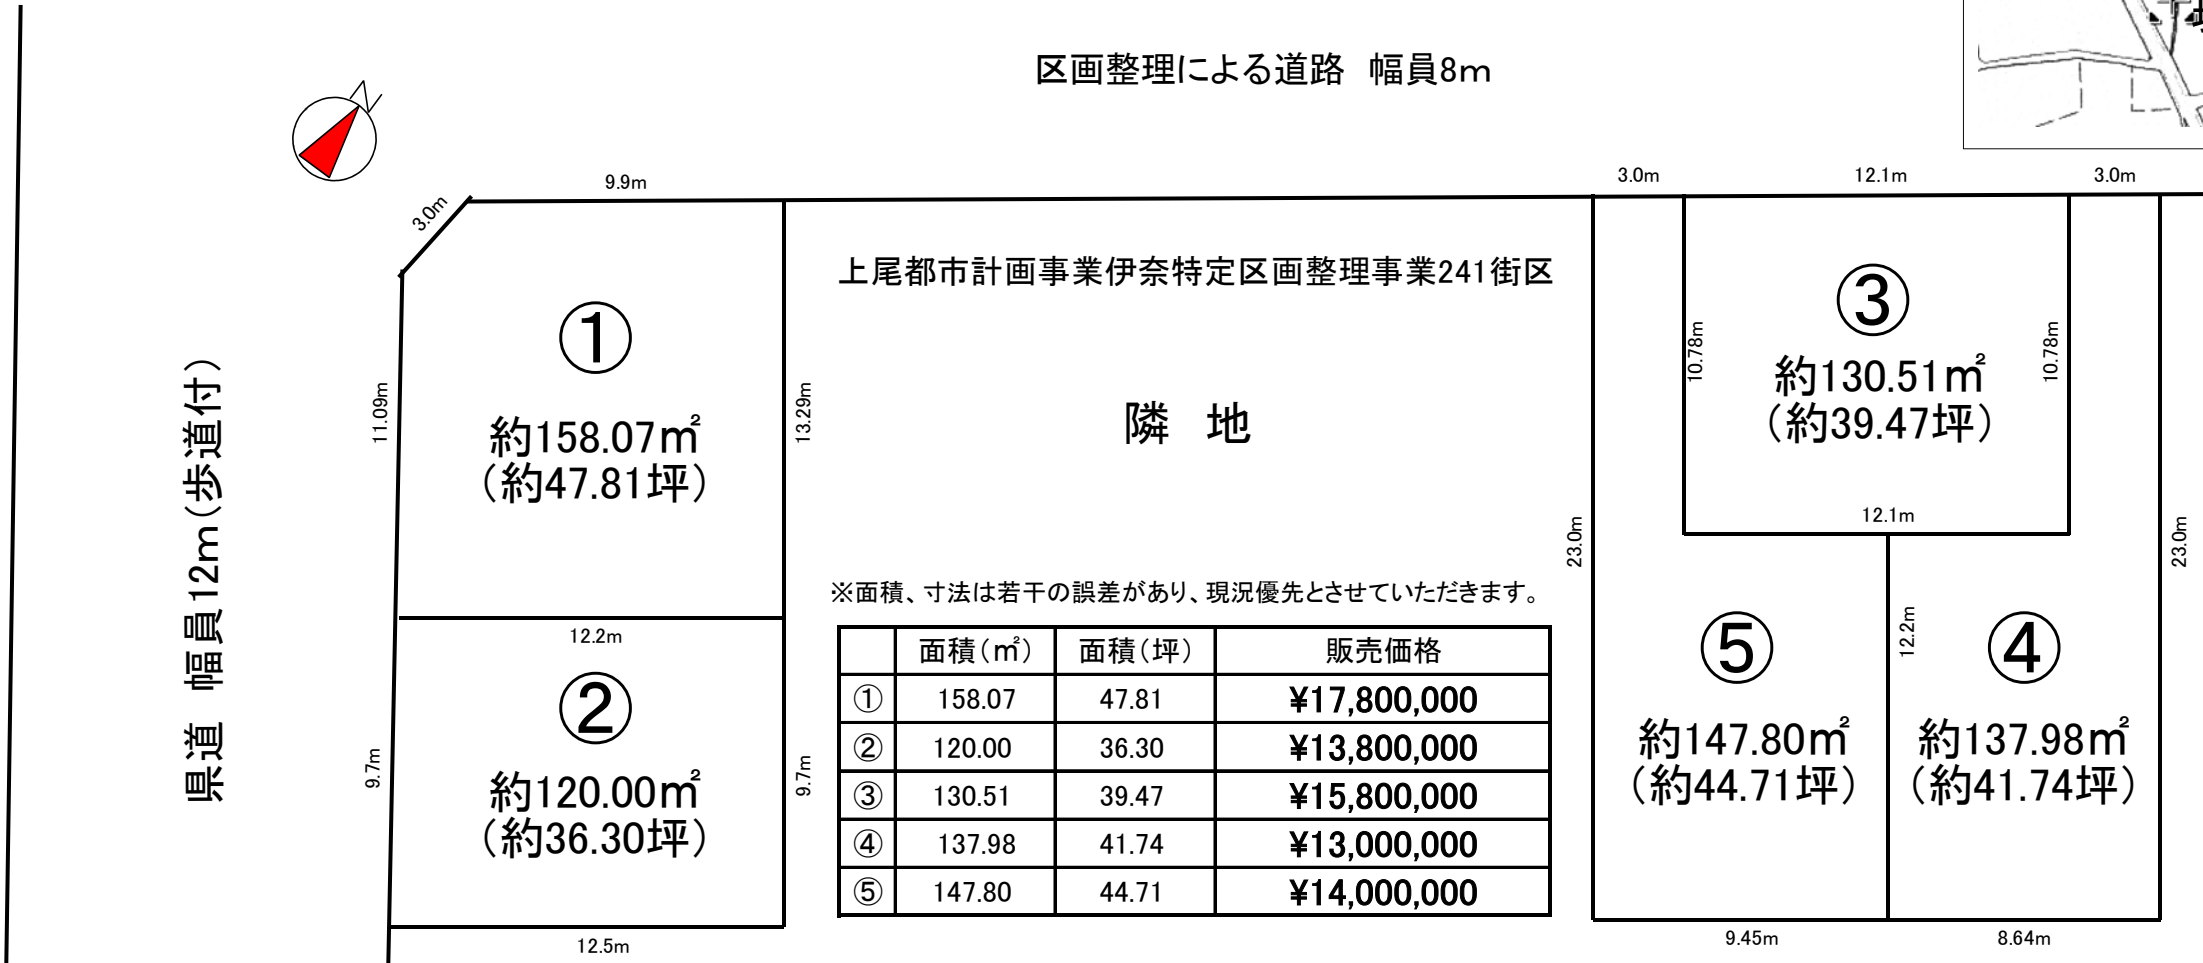 区画整理による道路 幅員8m
N
9.9m
3.0m
3.0m
12.1m
3.0m
上尾都市計画事業伊奈特定区画整理事業241街区
①
約158.07㎡
（約47.81坪）
11.09m
13.29m
隣 地
③
約130.51㎡
（約39.47坪）
10.78m
10.78m
12.1m
県道 幅員12m（歩道付）
12.2m
②
約120.00㎡
（約36.30坪）
9.7m
9.7m
12.5m
※面積、寸法は若干の誤差があり、現況優先とさせていただきます。
面積（㎡） 面積（坪） 販売価格
① 158.07 47.81 ¥17,800,000
② 120.00 36.30 ¥13,800,000
③ 130.51 39.47 ¥15,800,000
④ 137.98 41.74 ¥13,000,000
⑤ 147.80 44.71 ¥14,000,000
23.0m
⑤
約147.80㎡
（約44.71坪）
12.2m
④
約137.98㎡
（約41.74坪）
23.0m
9.45m
8.64m